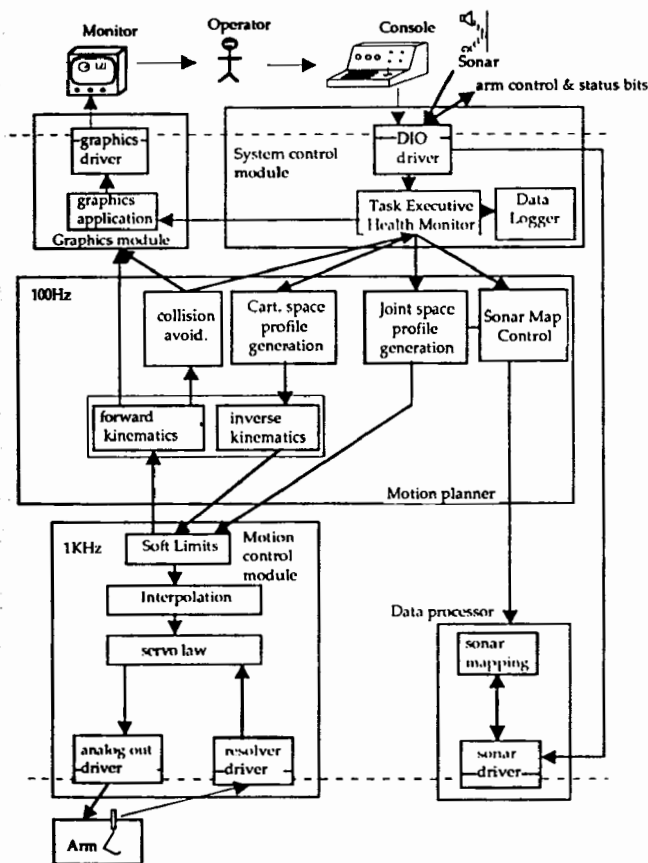 Monitor
Operator
Console
Sonar
arm control & status bits
graphics
driver
System control
module
DIO
driver
graphics
application
Graphics module
Task Executive
Health Monitor
Data
Logger
100Hz
collision
avoid.
Cart. space
profile
generation
Joint space
profile
generation
Sonar Map
Control
forward
kinematics
inverse
kinematics
Motion planner
1KHz
Soft Limits
Motion
control
module
Interpolation
servo law
Data processor
sonar
mapping
analog out
driver
resolver
driver
sonar
driver
Arm